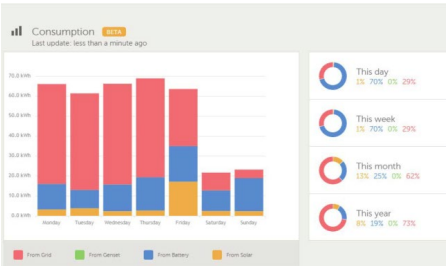 Consumption BETA
Last update: less than a minute ago
70.0 kWh
60.0 kWh
50.0 kWh
40.0 kWh
30.0 kWh
20.0 kWh
10.0 kWh
0.0 kWh
Monday Tuesday Wednesday Thursday Friday Saturday Sunday
From Grid From Genset From Battery From Solar
This day
1% 70% 0% 29%
This week
1% 70% 0% 29%
This month
13% 25% 0% 62%
This year
8% 19% 0% 73%